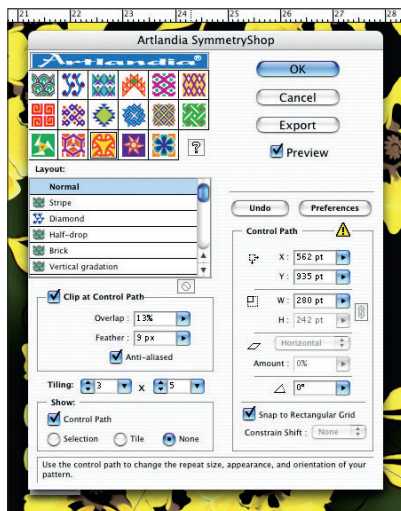 21 22 23 24 25 26 27 28
Artlandia SymmetryShop
Artlandia®
OK
Cancel
Export
Preview
?
Layout:
Normal
Stripe
Diamond
Half-drop
Brick
Vertical gradation
Undo Preferences
Control Path
X : 562 pt
Y : 935 pt
W : 280 pt
H : 242 pt
Horizontal
Amount : 0%
0°
Snap to Rectangular Grid
Constrain Shift : None
Clip at Control Path
Overlap : 13%
Feather : 9 px
Anti-aliased
Tiling: 3 x 5
Show:
Control Path
Selection Tile None
Use the control path to change the repeat size, appearance, and orientation of your
pattern.